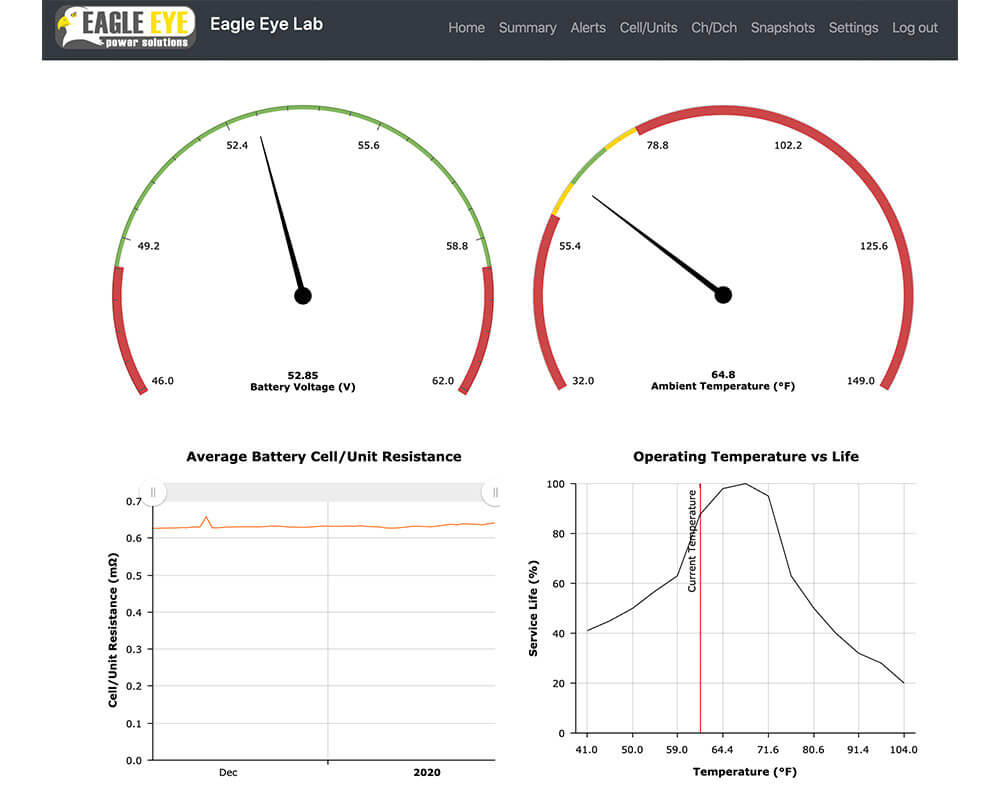 EAGLE EYE
power solutions
Eagle Eye Lab
Home Summary Alerts Cell/Units Ch/Dch Snapshots Settings Log out
52.4 55.6
49.2 58.8
46.0 62.0
52.85
Battery Voltage (V)
78.8 102.2
55.4 125.6
32.0 149.0
64.8
Ambient Temperature (°F)
Average Battery Cell/Unit Resistance
Cell/Unit Resistance (mΩ)
0.7
0.6
0.5
0.4
0.3
0.2
0.1
0.0
Dec 2020
Operating Temperature vs Life
Service Life (%)
100
80
60
40
20
0
Current Temperature
41.0 50.0 59.0 64.4 71.6 80.6 91.4 104.0
Temperature (°F)